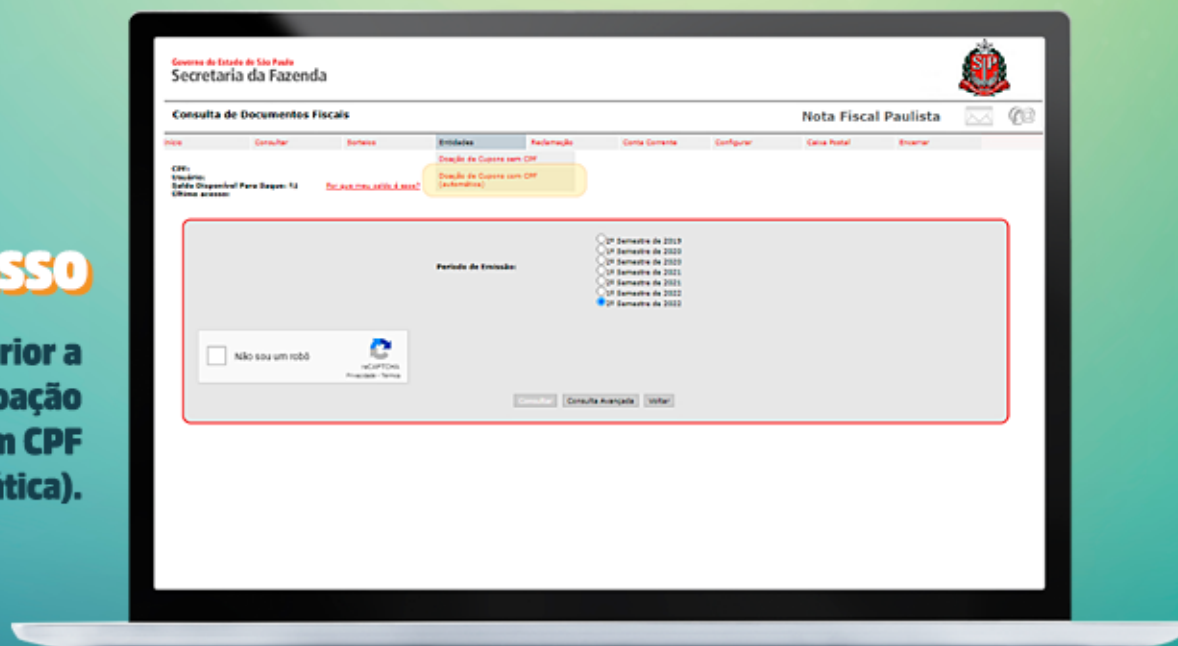 SSO
rior a
oação
m CPF
ática).
Governo do Estado de São Paulo
Secretaria da Fazenda
Consulta de Documentos Fiscais
Nota Fiscal Paulista
Início Consultar Sorteios Entidades Reclamação Conta Corrente Configurar Caixa Postal Encerrar
Doação de Cupons sem CPF
Doação de Cupons com CPF
(automática)
CPF:
Usuário:
Saldo Disponível Para Saque: R$ Por que meu saldo é esse?
Último acesso:
Período de Emissão:
2º Semestre de 2019
1º Semestre de 2020
2º Semestre de 2020
1º Semestre de 2021
2º Semestre de 2021
1º Semestre de 2022
2º Semestre de 2022
Não sou um robô
reCAPTCHA
Privacidade - Termos
Consultar Consulta Avançada Voltar